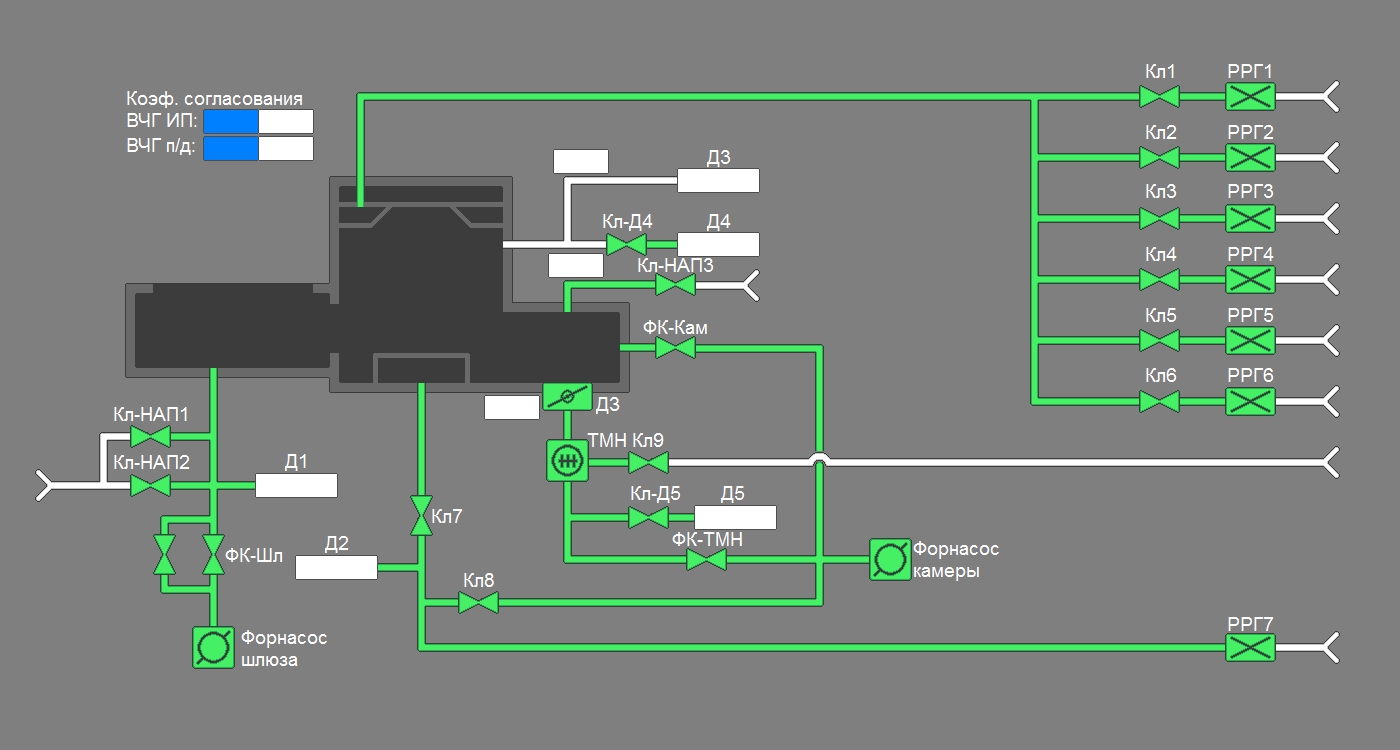 Кл1
РРГ1
Коэф. согласования
ВЧГ ИП:
ВЧГ п/д:
Кл2
РРГ2
Д3
Кл3
РРГ3
Кл-Д4
Д4
Кл-НАП3
Кл4
РРГ4
Кл5
РРГ5
ФК-Кам
Кл6
РРГ6
Д3
Кл-НАП1
ТМН
Кл9
Кл-НАП2
Д1
Кл-Д5
Д5
Кл7
ФК-ТМН
Д2
ФК-Шл
Форнасос
камеры
Кл8
РРГ7
Форнасос
шлюза